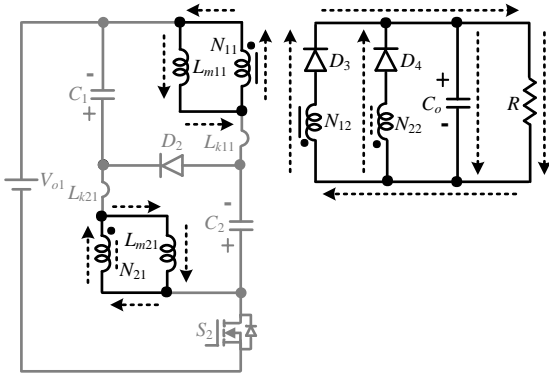 N11
Lm11
C1
-
+
Lk11
D2
Vo1
Lk21
C2
-
+
Lm21
N21
S2
D3
D4
N12
N22
+
Co
-
R